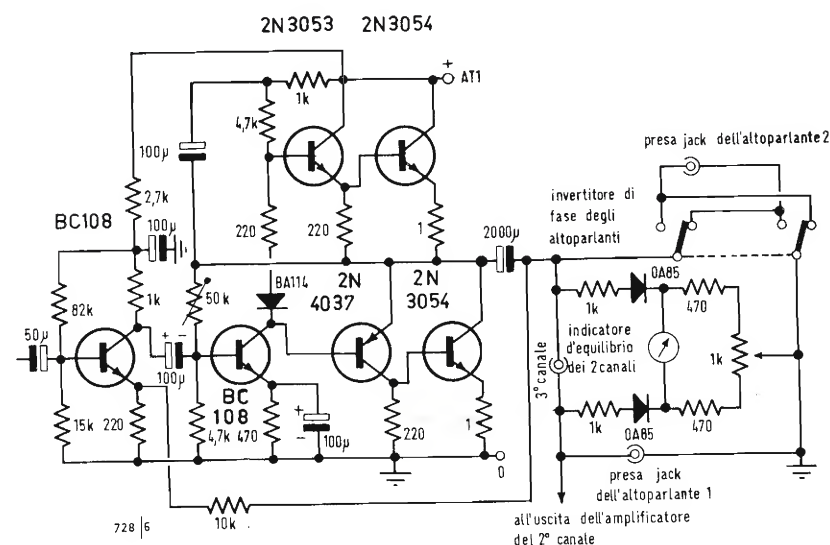 2N3053 2N3054
+
AT1
1k
4,7k
100µ
presa jack dell'altoparlante 2
2,7k
BC108
100µ
invertitore di
fase degli
altoparlanti
220
220
1
2000µ
1k
50k
BA114
2N
4037
2N
3054
0A85
82k
1k
470
50µ
+
-
100µ
indicatore
d'equilibrio
dei 2 canali
1k
3° canale
BC
108
+
-
15k
220
4,7k
470
100µ
220
1
1k
0A85
470
0
presa jack
dell'altoparlante 1
10k
728|6
all'uscita dell'amplificatore
del 2° canale